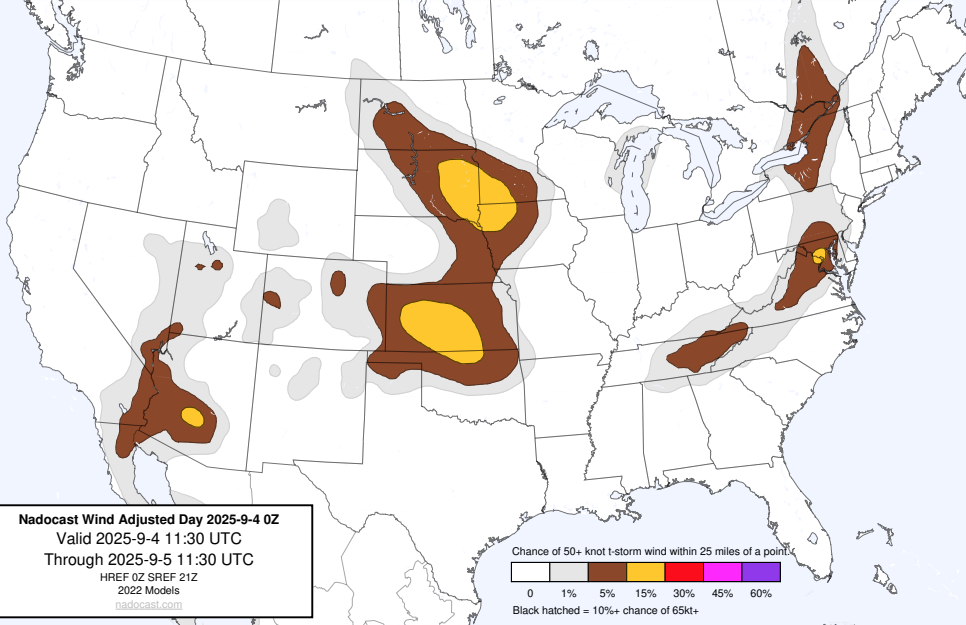 Nadocast Wind Adjusted Day 2025-9-4 0Z
Valid 2025-9-4 11:30 UTC
Through 2025-9-5 11:30 UTC
HREF 0Z SREF 21Z
2022 Models
nadocast.com
Chance of 50+ knot t-storm wind within 25 miles of a point.
0 1% 5% 15% 30% 45% 60%
Black hatched = 10%+ chance of 65kt+